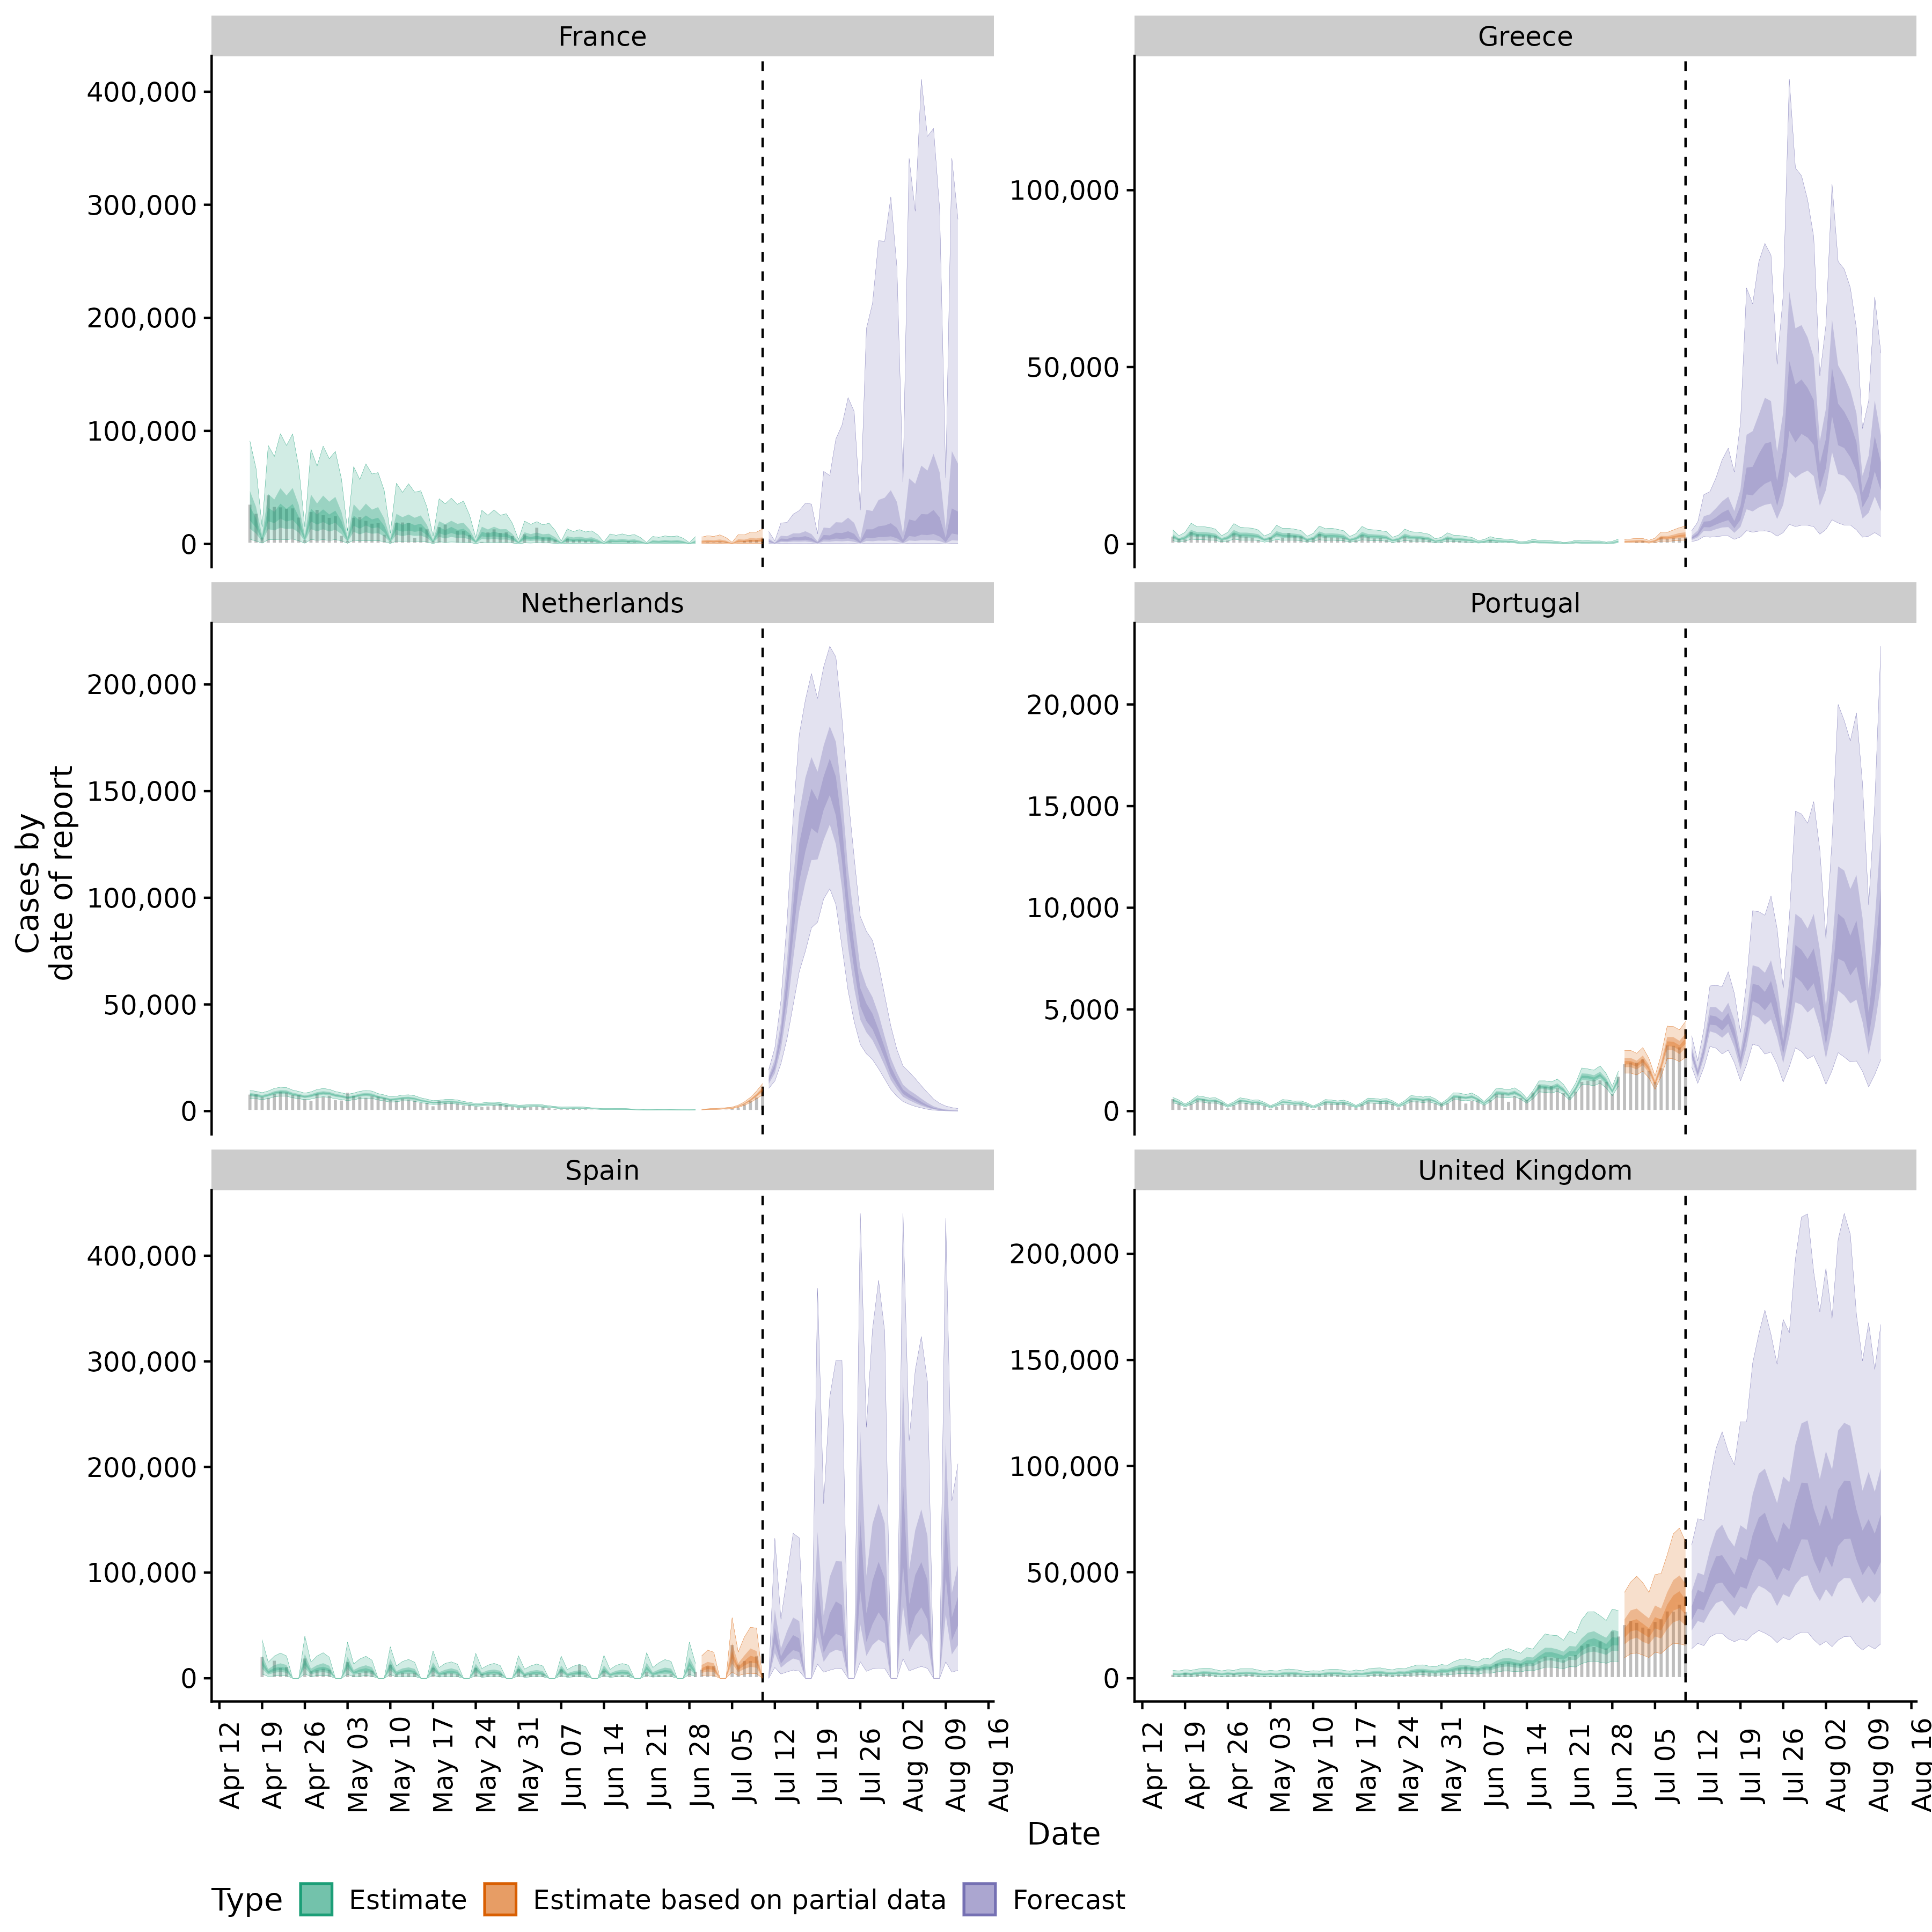 France
Greece
400,000
300,000
200,000
100,000
0
100,000
50,000
0
Netherlands
Portugal
200,000
150,000
100,000
50,000
0
20,000
15,000
10,000
5,000
0
Cases by
date of report
Spain
United Kingdom
400,000
300,000
200,000
100,000
0
200,000
150,000
100,000
50,000
0
Apr 12
Apr 19
Apr 26
May 03
May 10
May 17
May 24
May 31
Jun 07
Jun 14
Jun 21
Jun 28
Jul 05
Jul 12
Jul 19
Jul 26
Aug 02
Aug 09
Aug 16
Apr 12
Apr 19
Apr 26
May 03
May 10
May 17
May 24
May 31
Jun 07
Jun 14
Jun 21
Jun 28
Jul 05
Jul 12
Jul 19
Jul 26
Aug 02
Aug 09
Aug 16
Date
Type Estimate Estimate based on partial data Forecast